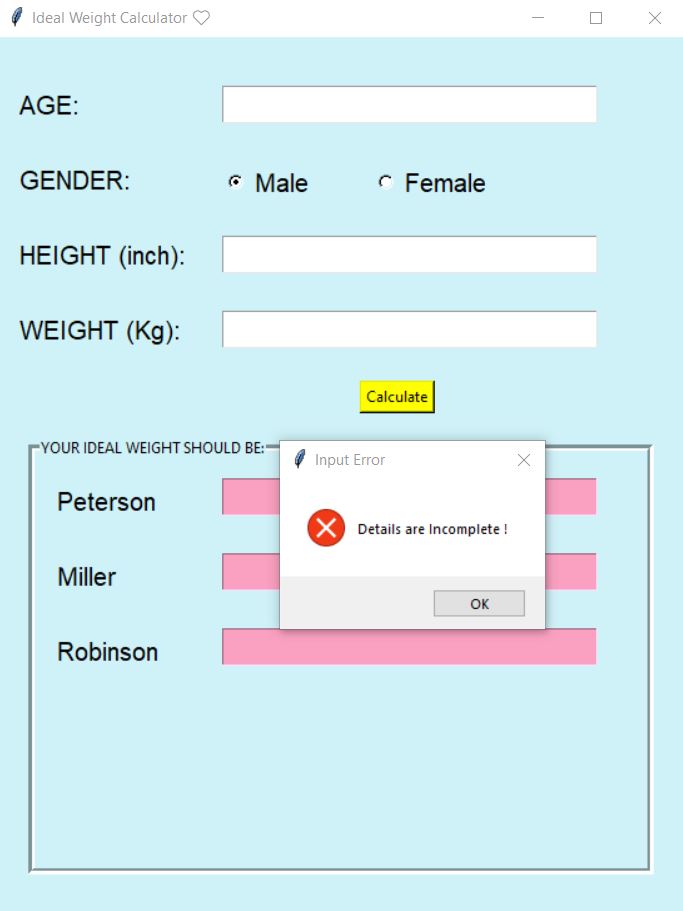 Ideal Weight Calculator ♡
AGE:
GENDER:
Male
Female
HEIGHT (inch):
WEIGHT (Kg):
Calculate
YOUR IDEAL WEIGHT SHOULD BE:
Input Error
Peterson
Details are Incomplete !
Miller
OK
Robinson